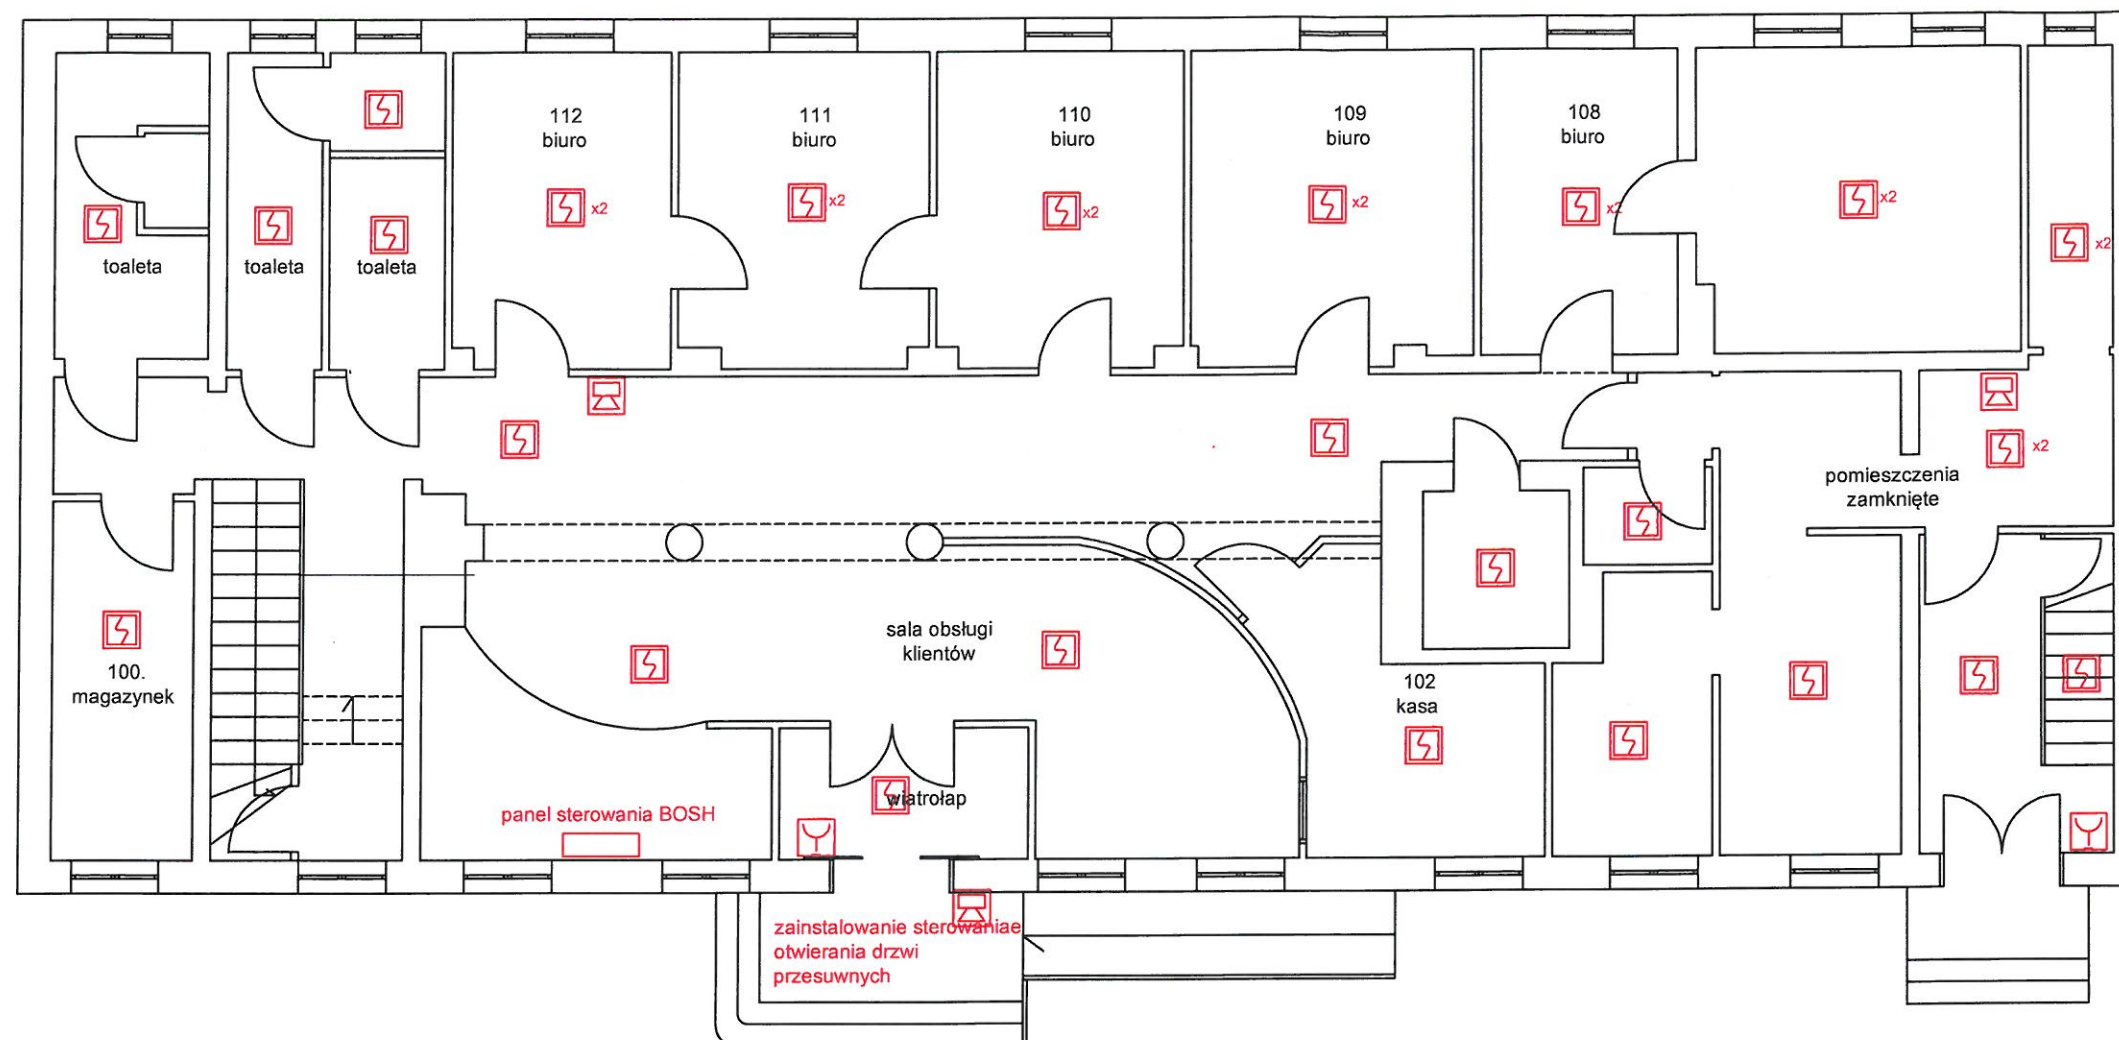 112
biuro
111
biuro
110
biuro
109
biuro
108
biuro
x2
x2
x2
x2
x2
x2
x2
toaleta
toaleta
toaleta
x2
pomieszczenia
zamknięte
sala obsługi
klientów
100.
magazynek
102
kasa
wiatrołap
panel sterowania BOSH
zainstalowanie sterowaniae
otwierania drzwi
przesuwnych